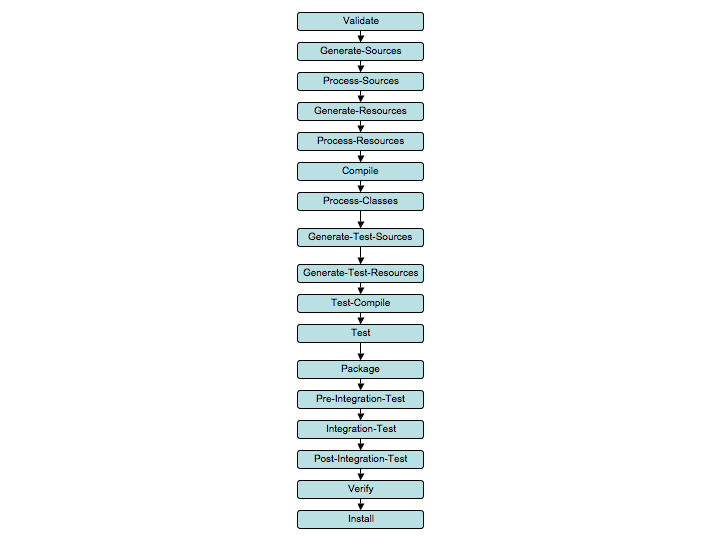 Validate
Generate-Sources
Process-Sources
Generate-Resources
Process-Resources
Compile
Process-Classes
Generate-Test-Sources
Generate-Test-Resources
Test-Compile
Test
Package
Pre-Integration-Test
Integration-Test
Post-Integration-Test
Verify
Install